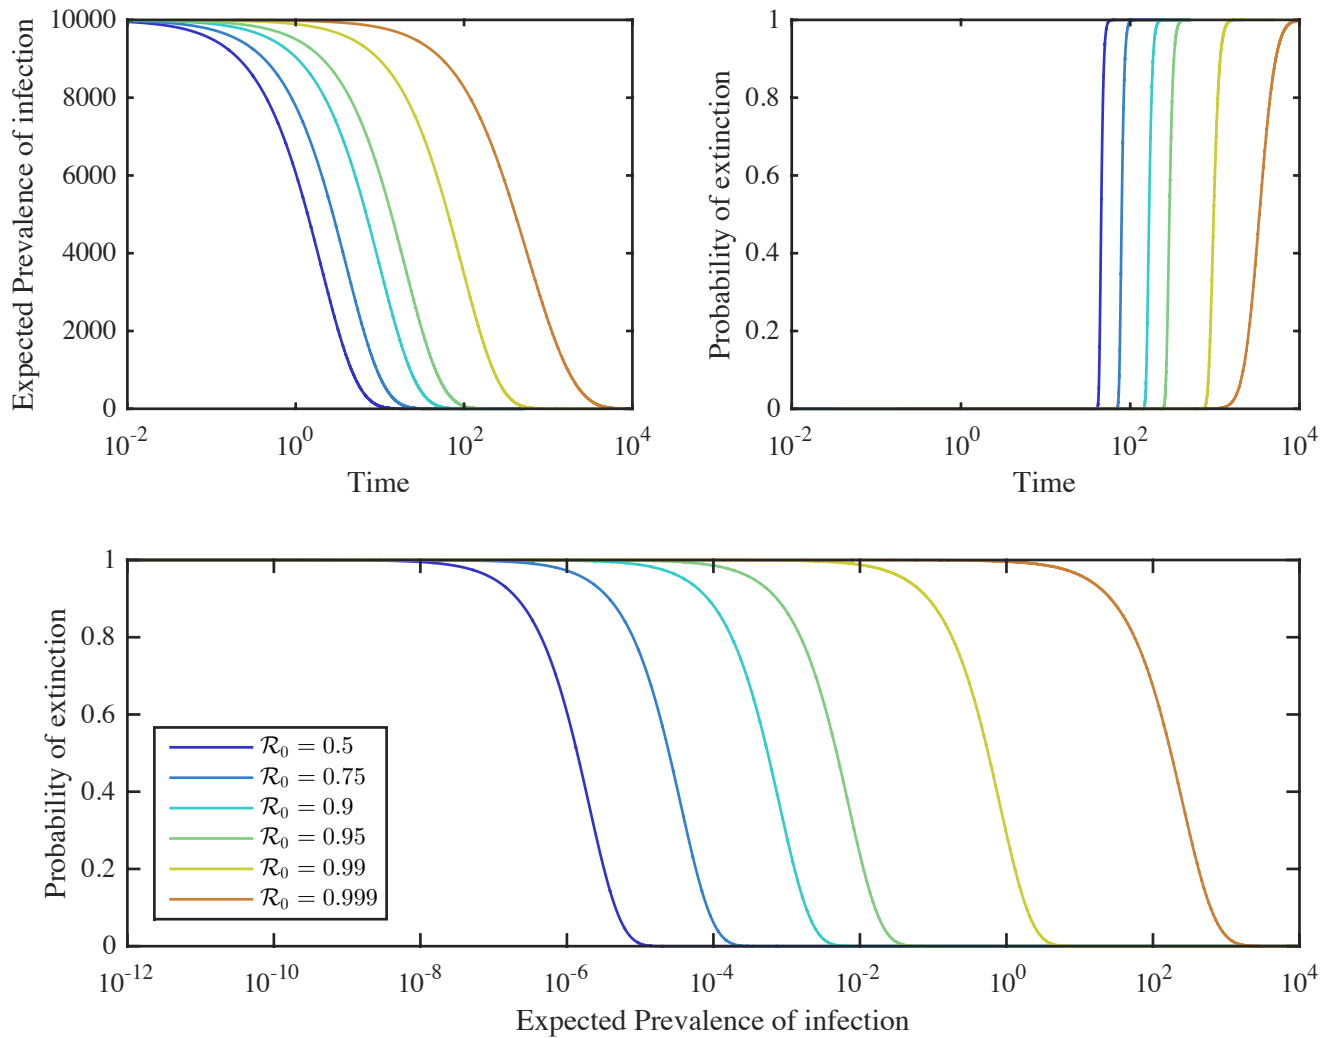 Expected Prevalence of infection
10000
8000
6000
4000
2000
0
10^-2 10^0 10^2 10^4
Time
Probability of extinction
1
0.8
0.6
0.4
0.2
0
10^-2 10^0 10^2 10^4
Time
Probability of extinction
1
0.8
0.6
0.4
0.2
0
ℛ₀ = 0.5
ℛ₀ = 0.75
ℛ₀ = 0.9
ℛ₀ = 0.95
ℛ₀ = 0.99
ℛ₀ = 0.999
10^-12 10^-10 10^-8 10^-6 10^-4 10^-2 10^0 10^2 10^4
Expected Prevalence of infection